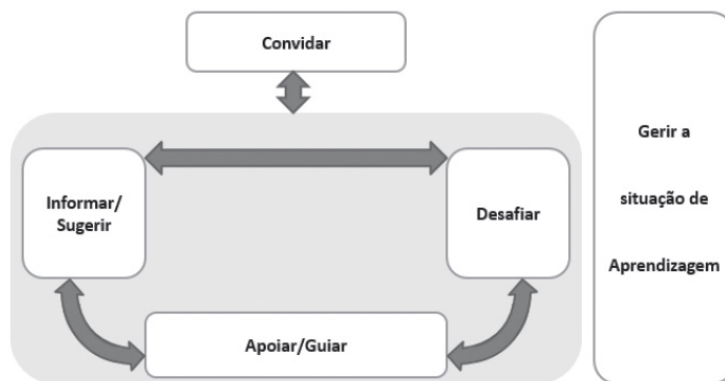 Convidar
Informar/
Sugerir
Desafiar
Apoiar/Guiar
Gerir a
situação de
Aprendizagem